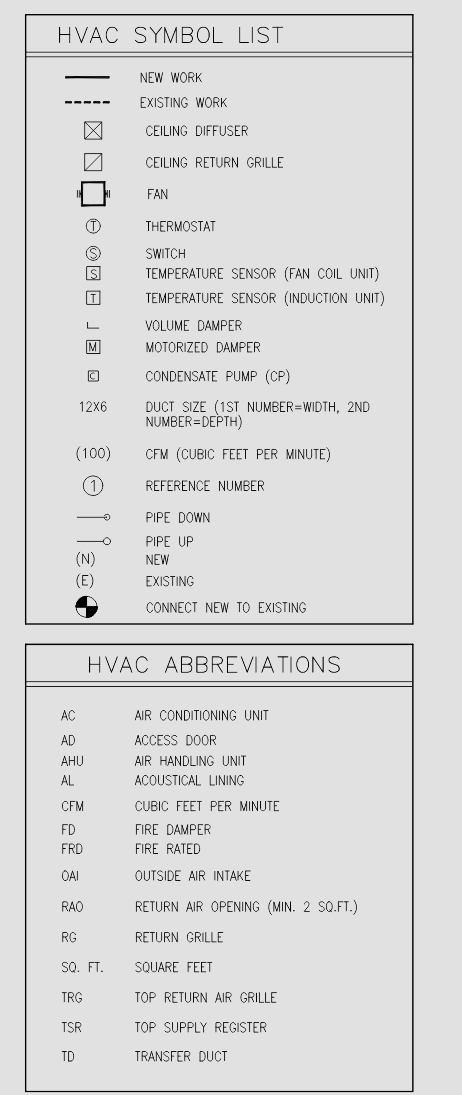 HVAC SYMBOL LIST
NEW WORK
EXISTING WORK
CEILING DIFFUSER
CEILING RETURN GRILLE
FAN
T THERMOSTAT
S SWITCH
S TEMPERATURE SENSOR (FAN COIL UNIT)
T TEMPERATURE SENSOR (INDUCTION UNIT)
VOLUME DAMPER
M MOTORIZED DAMPER
C CONDENSATE PUMP (CP)
12X6 DUCT SIZE (1ST NUMBER=WIDTH, 2ND
NUMBER=DEPTH)
(100) CFM (CUBIC FEET PER MINUTE)
1 REFERENCE NUMBER
PIPE DOWN
PIPE UP
(N) NEW
(E) EXISTING
CONNECT NEW TO EXISTING
HVAC ABBREVIATIONS
AC AIR CONDITIONING UNIT
AD ACCESS DOOR
AHU AIR HANDLING UNIT
AL ACOUSTICAL LINING
CFM CUBIC FEET PER MINUTE
FD FIRE DAMPER
FRD FIRE RATED
OAI OUTSIDE AIR INTAKE
RAO RETURN AIR OPENING (MIN. 2 SQ.FT.)
RG RETURN GRILLE
SQ. FT. SQUARE FEET
TRG TOP RETURN AIR GRILLE
TSR TOP SUPPLY REGISTER
TD TRANSFER DUCT